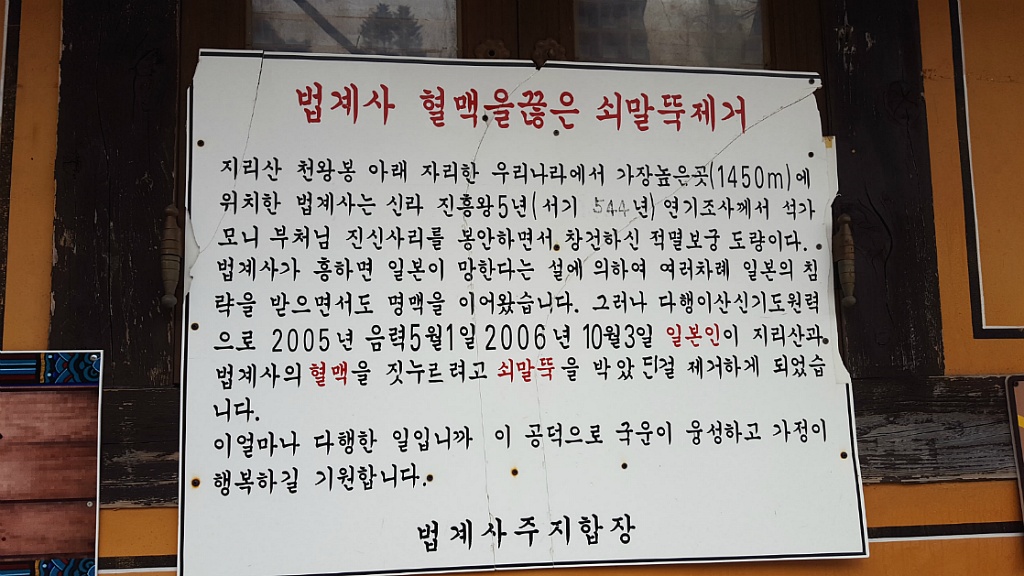 법계사 혈맥을끊은 쇠말뚝제거
지리산 천왕봉 아래 자리한 우리나라에서 가장높은곳(1450m)에
위치한 법계사는 신라 진흥왕5년(서기 544년)연기조사께서 석가
모니 부처님 진신사리를 봉안하면서 창건하신 적멸보궁 도량이다.
법계사가 흥하면 일본이 망한다는 설에 의하여 여러차례 일본의 침
략을 받으면서도 명맥을 이어왔습니다. 그러나 다행이산신기도원력
으로 2005년 음력5월1일 2006년 10월3일 일본인이 지리산과
법계사의 혈맥을 짓누르려고 쇠말뚝을 박았 든걸 제거하게 되었습
니다.
이얼마나 다행한 일입니까 이 공덕으로 국운이 융성하고 가정이
행복하길 기원합니다.
법계사주지합장